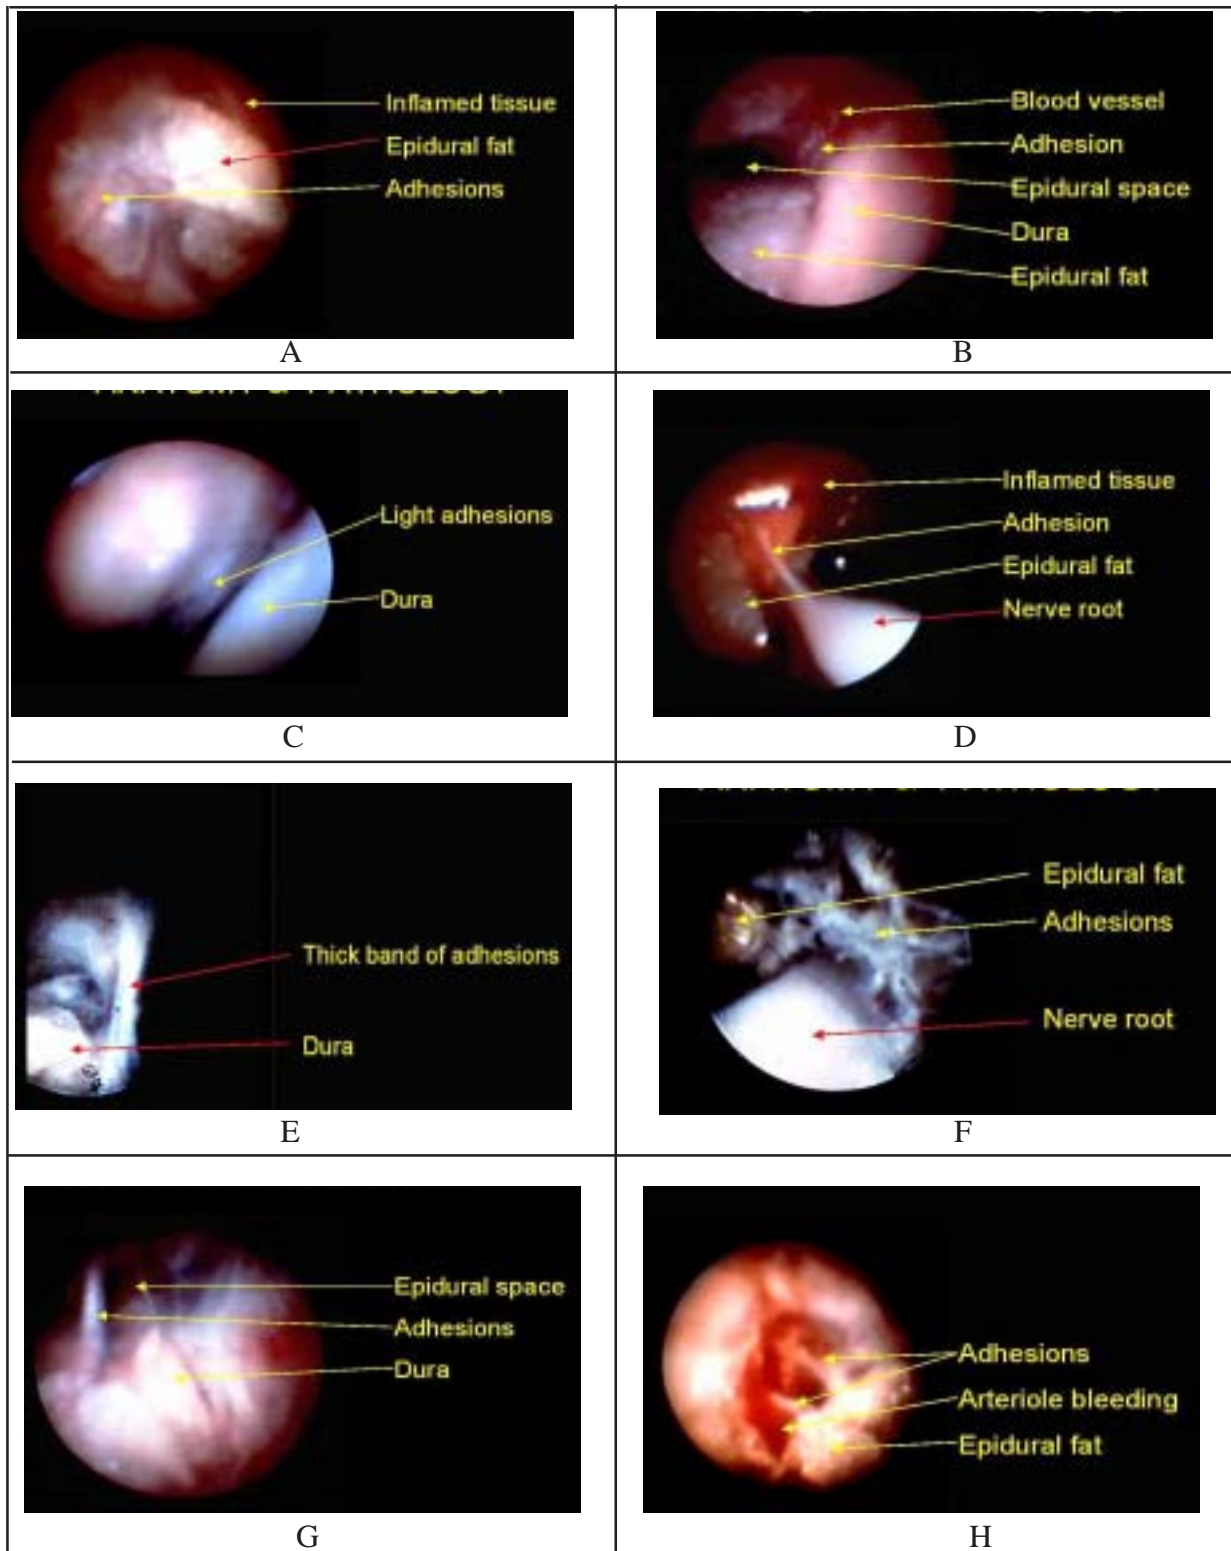 Inflamed tissue
Epidural fat
Adhesions
A
Blood vessel
Adhesion
Epidural space
Dura
Epidural fat
B
Light adhesions
Dura
C
Inflamed tissue
Adhesion
Epidural fat
Nerve root
D
Thick band of adhesions
Dura
E
Epidural fat
Adhesions
Nerve root
F
Epidural space
Adhesions
Dura
G
Adhesions
Arteriole bleeding
Epidural fat
H